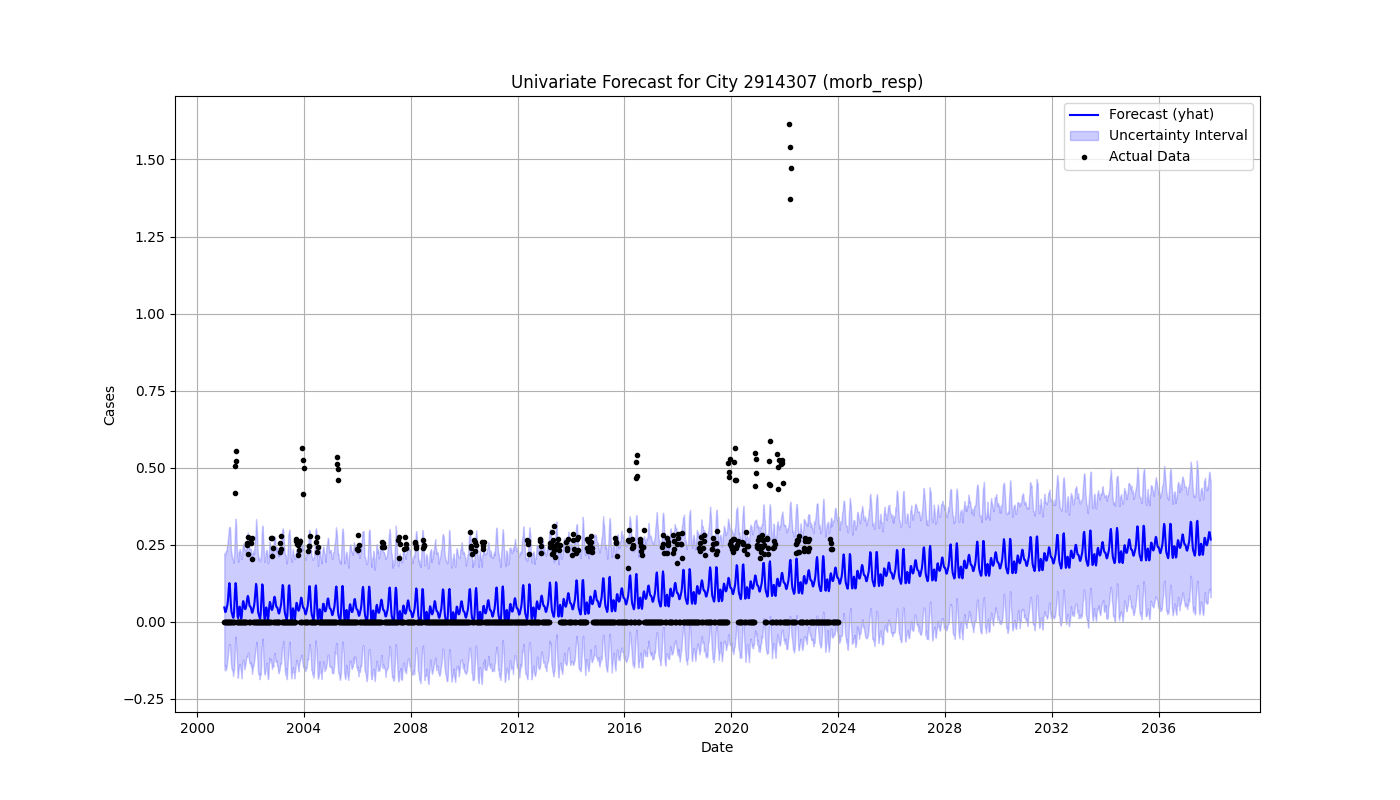 Univariate Forecast for City 2914307 (morb_resp)
Forecast (yhat)
Uncertainty Interval
Actual Data
1.50
1.25
1.00
0.75
0.50
0.25
0.00
−0.25
Cases
2000 2004 2008 2012 2016 2020 2024 2028 2032 2036
Date